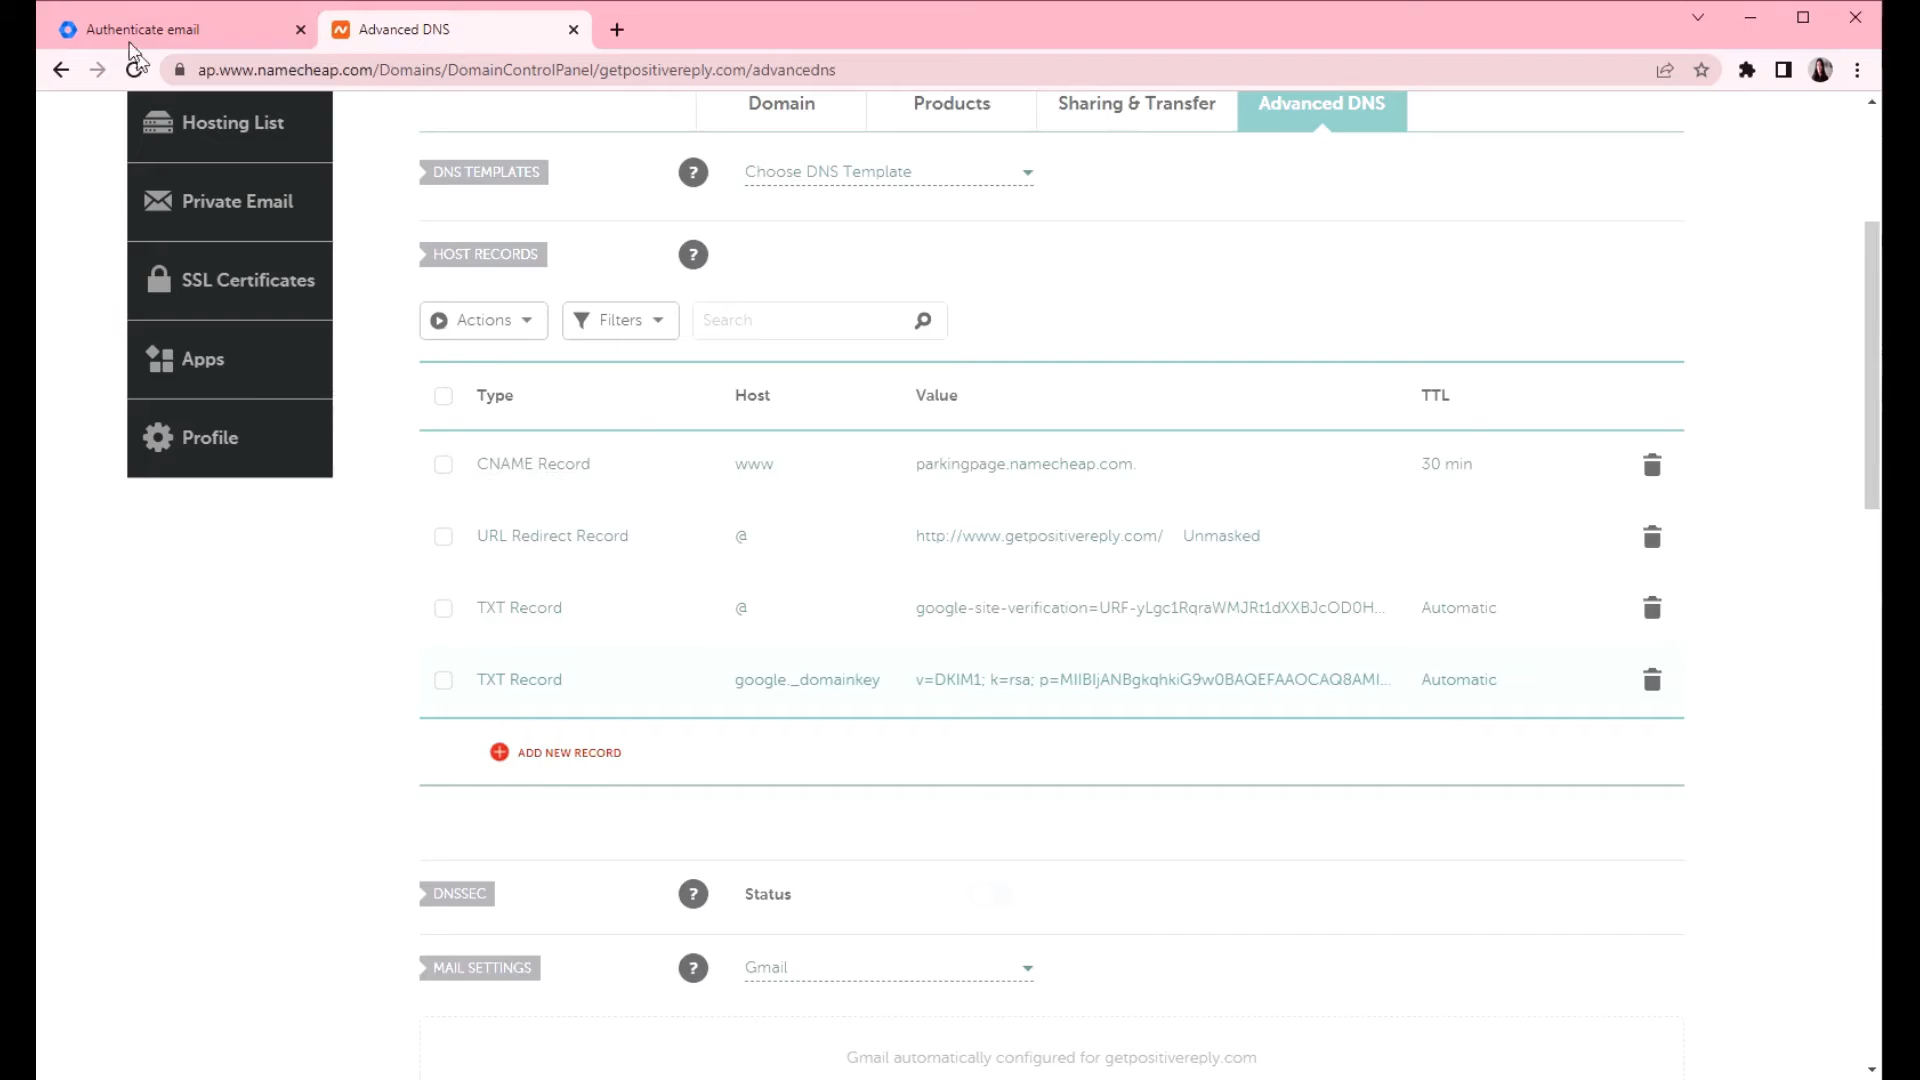 Authenticate email
Advanced DNS
ap.www.namecheap.com/Domains/DomainControlPanel/getpositivereply.com/advancedns
Hosting List
Private Email
SSL Certificates
Apps
Profile
Domain
Products
Sharing & Transfer
Advanced DNS
DNS TEMPLATES
?
Choose DNS Template
HOST RECORDS
?
Actions
Filters
Search
Type Host Value TTL
CNAME Record www parkingpage.namecheap.com. 30 min
URL Redirect Record @ http://www.getpositivereply.com/ Unmasked
TXT Record @ google-site-verification=URF-yLgc1RqraWMJRt1dXXBJcOD0H... Automatic
TXT Record google._domainkey v=DKIM1; k=rsa; p=MIIBIjANBgkqhkiG9w0BAQEFAAOCAQ8AMI... Automatic
ADD NEW RECORD
DNSSEC
?
Status
MAIL SETTINGS
?
Gmail
Gmail automatically configured for getpositivereply.com